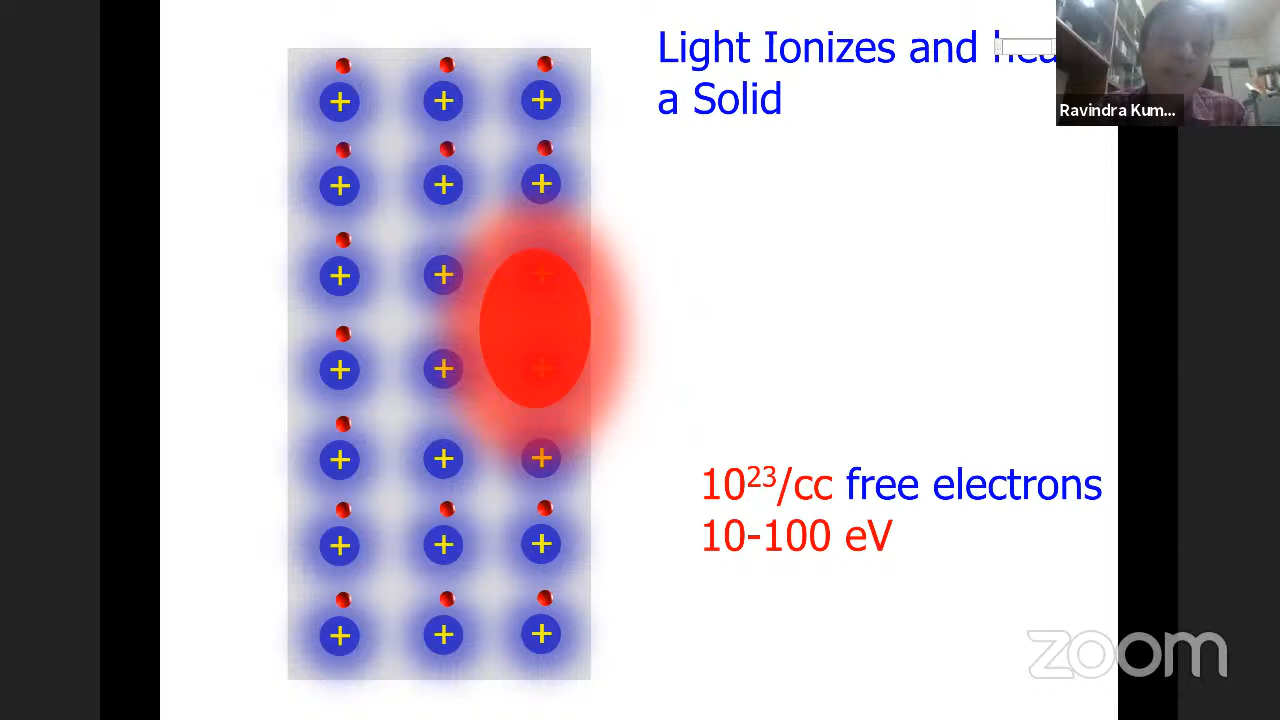 Light Ionizes and
a Solid
Ravindra Kum...
+ + +
+ + +
+ + +
+ + +
+ + +
+ + +
+ + +
10²³/cc free electrons
10-100 eV
zoom